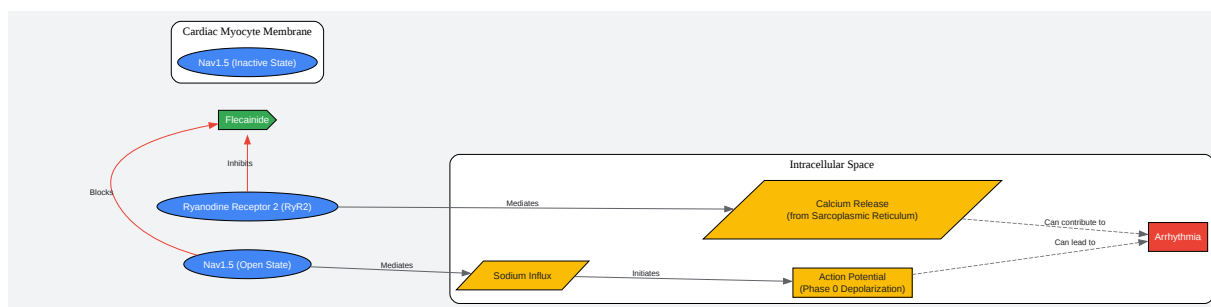 Cardiac Myocyte Membrane
Nav1.5 (Inactive State)
Flecainide
Inhibits
Intracellular Space
Blocks
Ryanodine Receptor 2 (RyR2)
Mediates
Calcium Release
(from Sarcoplasmic Reticulum)
Can contribute to
Arrhythmia
Can lead to
Nav1.5 (Open State)
Mediates
Sodium Influx
Initiates
Action Potential
(Phase 0 Depolarization)